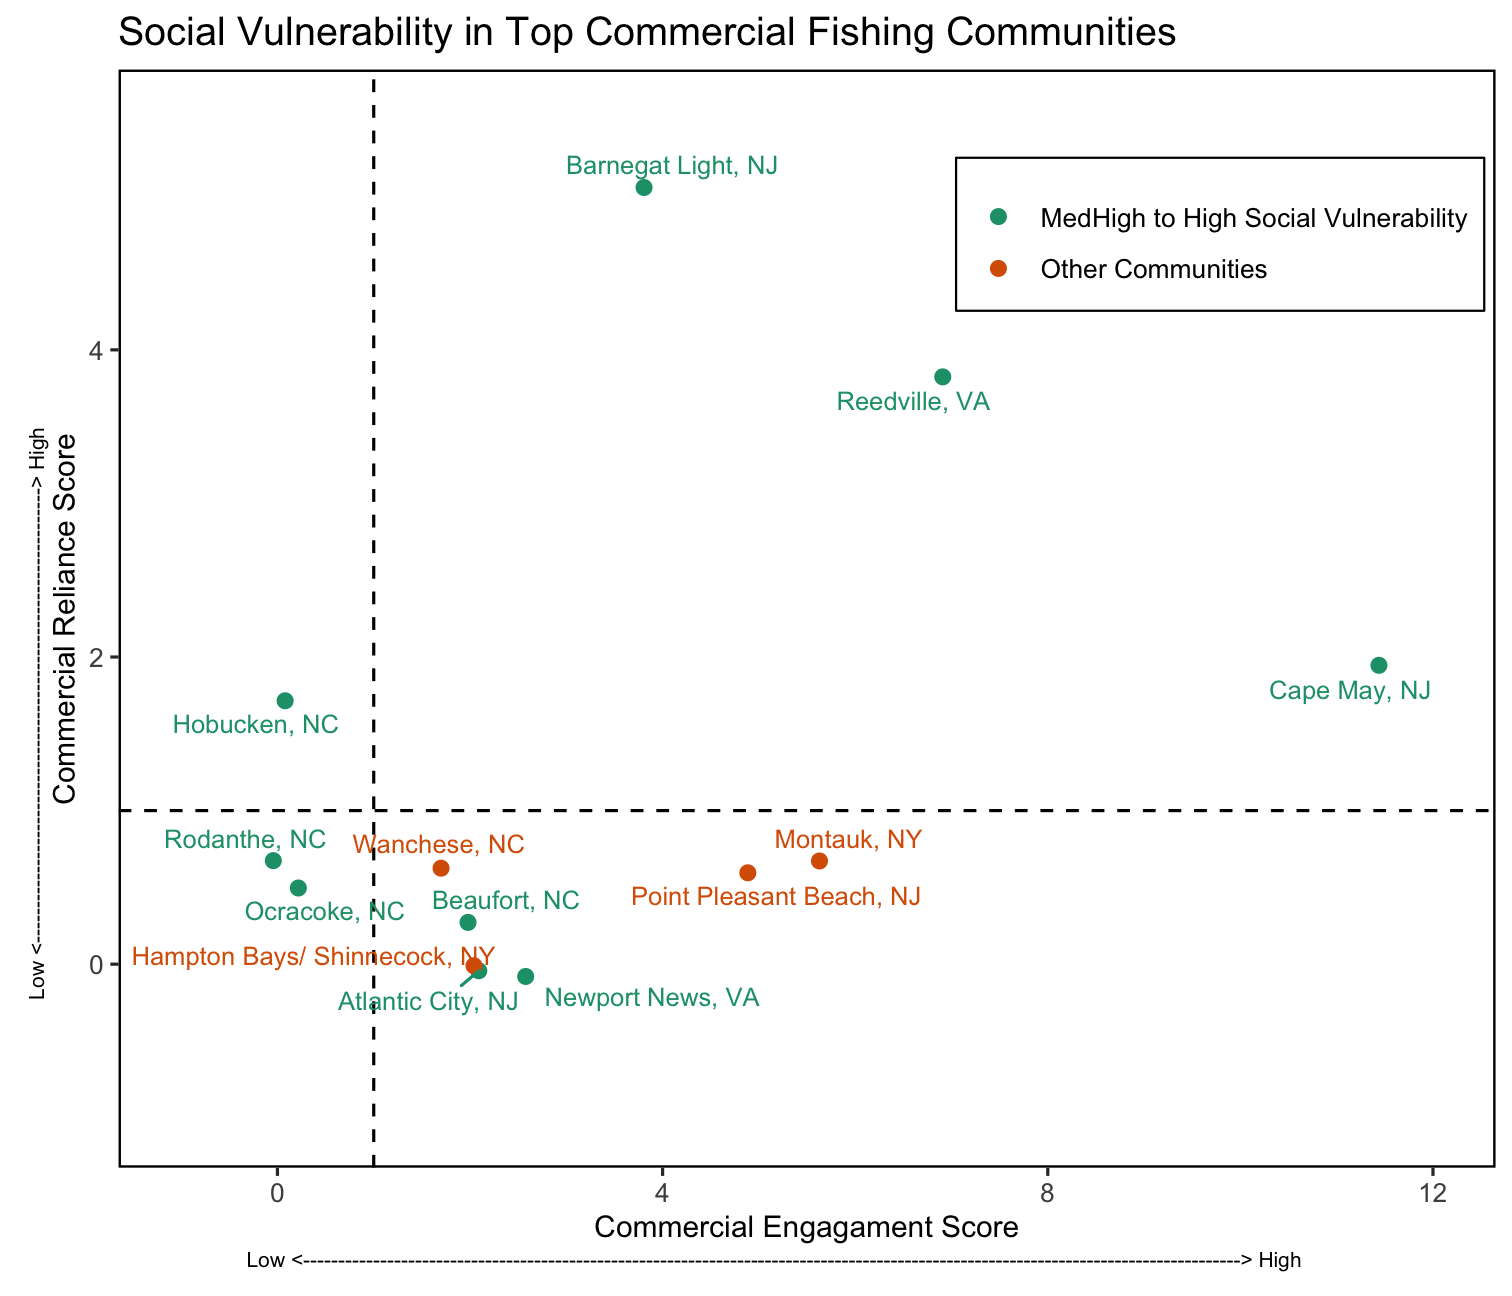 Social Vulnerability in Top Commercial Fishing Communities
Barnegat Light, NJ
MedHigh to High Social Vulnerability
Other Communities
4
Reedville, VA
Low <-----------------------------------------------------------------> High
Commercial Reliance Score
2
Cape May, NJ
Hobucken, NC
Rodanthe, NC
Wanchese, NC
Montauk, NY
Point Pleasant Beach, NJ
Beaufort, NC
Ocracoke, NC
Hampton Bays/ Shinnecock, NY
0
Atlantic City, NJ
Newport News, VA
0 4 8 12
Commercial Engagament Score
Low <--------------------------------------------------------------------------------------------------------------------------------------> High